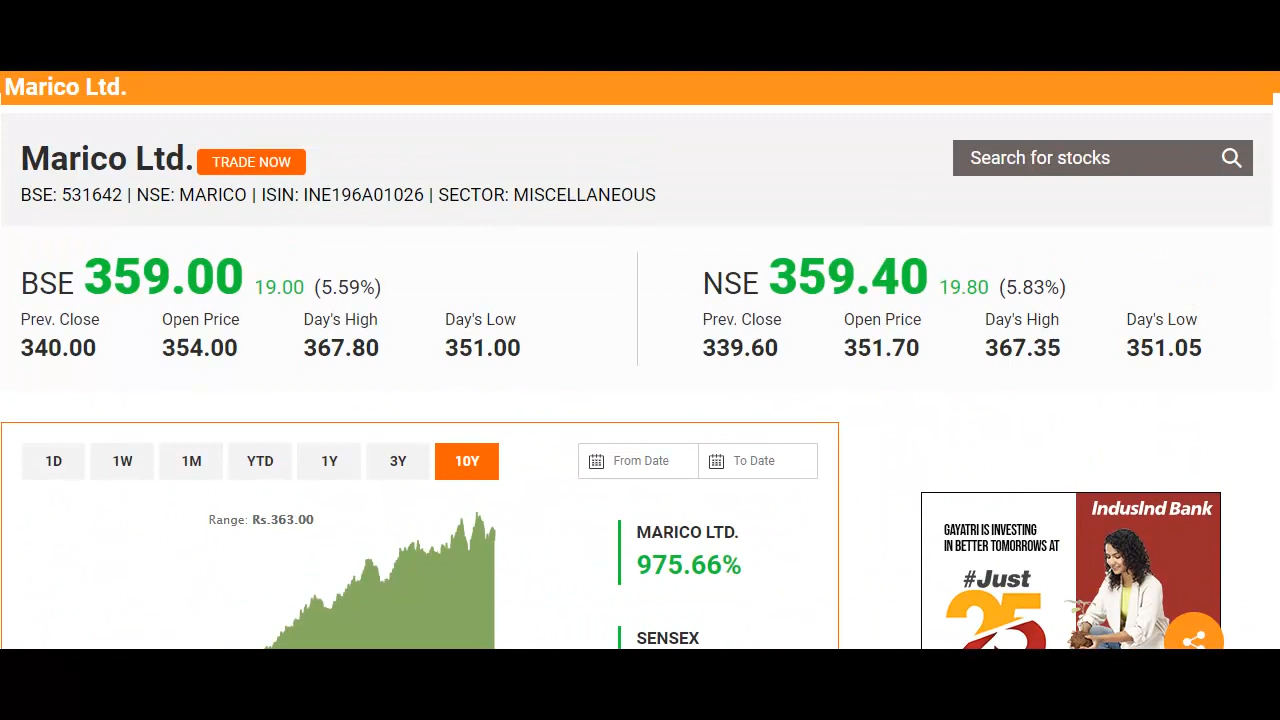 Marico Ltd.
Marico Ltd. TRADE NOW
Search for stocks
BSE: 531642 | NSE: MARICO | ISIN: INE196A01026 | SECTOR: MISCELLANEOUS
BSE 359.00 19.00 (5.59%)
Prev. Close Open Price Day's High Day's Low
340.00 354.00 367.80 351.00
NSE 359.40 19.80 (5.83%)
Prev. Close Open Price Day's High Day's Low
339.60 351.70 367.35 351.05
1D 1W 1M YTD 1Y 3Y 10Y
From Date To Date
Range: Rs.363.00
MARICO LTD.
975.66%
SENSEX
IndusInd Bank
GAYATRI IS INVESTING
IN BETTER TOMORROWS AT
#Just
25